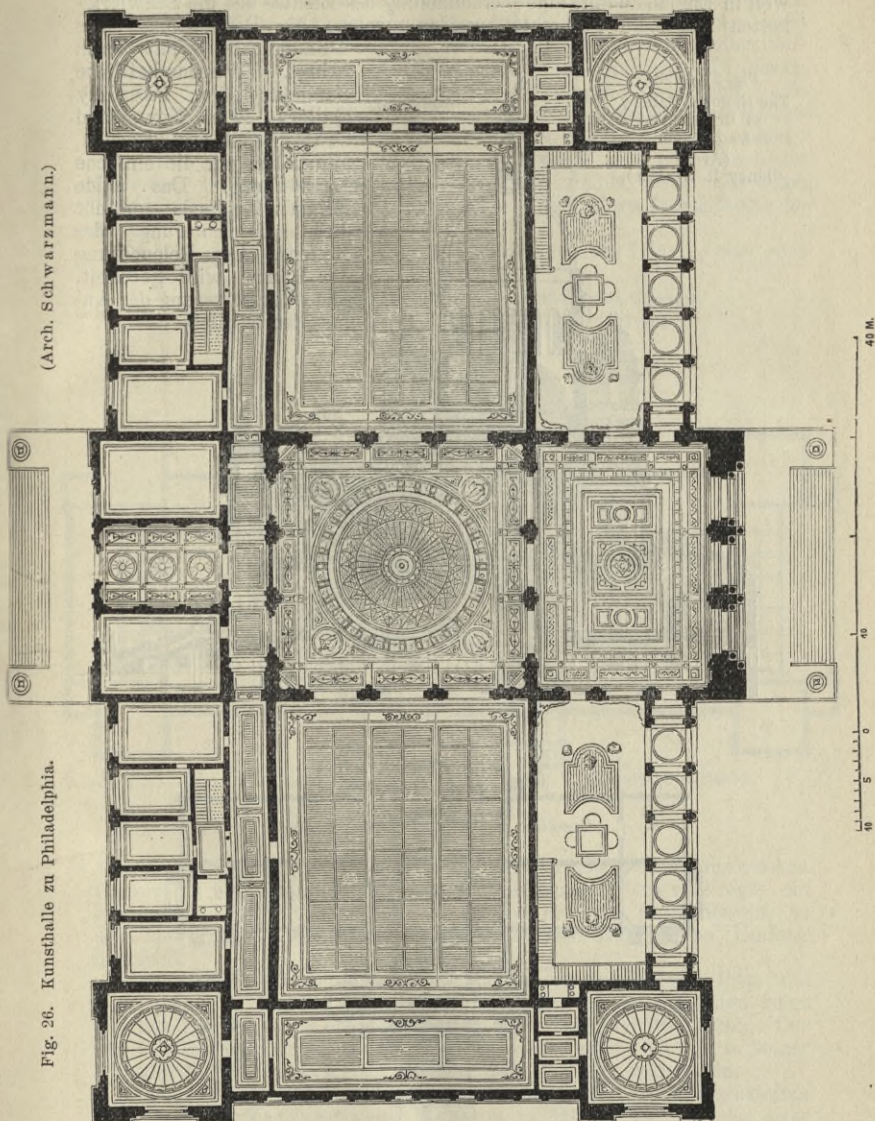 Fig. 26. Kunsthalle zu Philadelphia.
(Arch. Schwarzmann.)
10 5 0 10 40 M.